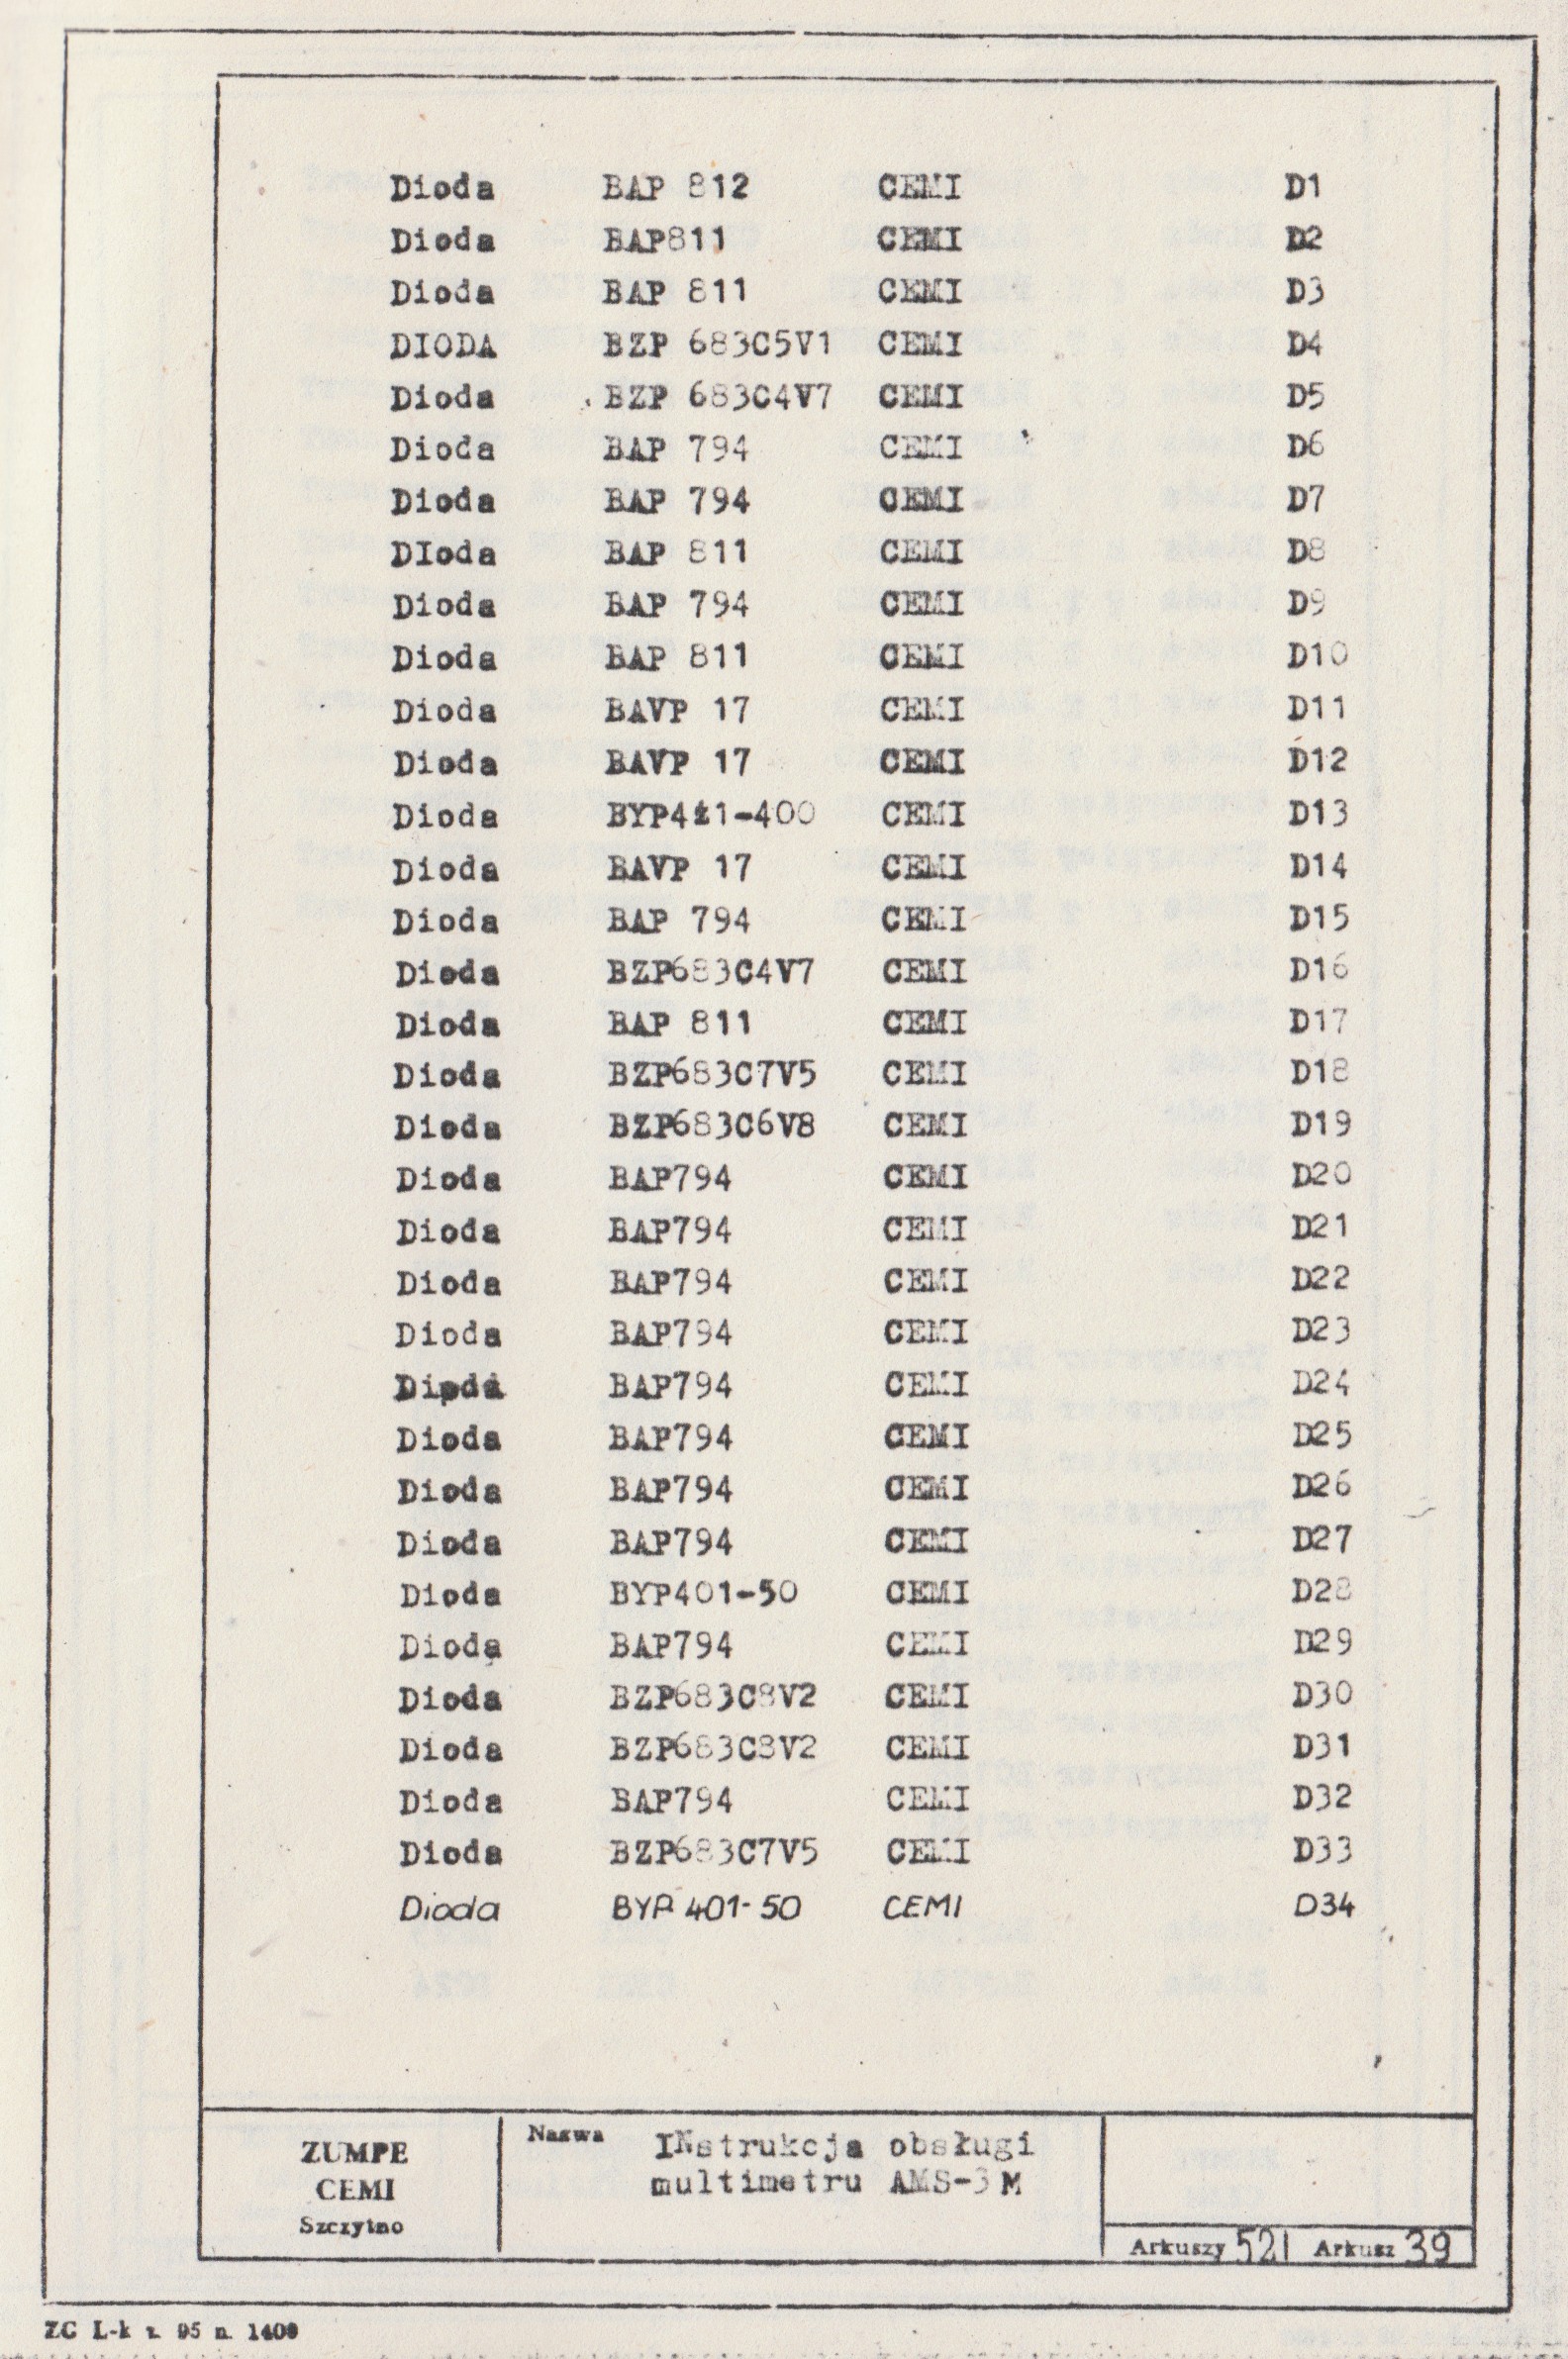 Dioda BAP 812 CEMI D1
Dioda BAP811 CEMI D2
Dioda BAP 811 CEMI D3
DIODA BZP 683C5V1 CEMI D4
Dioda BZP 683C4V7 CEMI D5
Dioda BAP 794 CEMI D6
Dioda BAP 794 CEMI D7
DIoda BAP 811 CEMI D8
Dioda BAP 794 CEMI D9
Dioda BAP 811 CEMI D10
Dioda BAVP 17 CEMI D11
Dioda BAVP 17 CEMI D12
Dioda CEMI D13
Dioda BAVP 17 CEMI D14
Dioda BAP 794 CEMI D15
Dioda BZP683C4V7 CEMI D16
Dioda BAP 811 CEMI D17
Dioda BZP683C7V5 CEMI D18
Dioda BZP683C6V8 CEMI D19
Dioda BAP794 CEMI D20
Dioda BAP794 CEMI D21
Dioda BAP794 CEMI D22
Dioda BAP794 CEMI D23
Dioda BAP794 CEMI D24
Dioda BAP794 CEMI D25
Dioda BAP794 CEMI D26
Dioda BAP794 CEMI D27
Dioda BYP401-50 CEMI D28
Dioda BAP794 CEMI D29
Dioda BZP683C8V2 CEMI D30
Dioda BZP683C8V2 CEMI D31
Dioda BAP794 CEMI D32
Dioda BZP683C7V5 CEMI D33
Dioda BYP 401-50 CEMI D34
ZUMPE
CEMI
Szczytno
Nazwa INstrukcja obsługi
multimetru AMS-3M
Arkuszy 52 Arkusz 39
ZC L-k z. 95 n. 1400